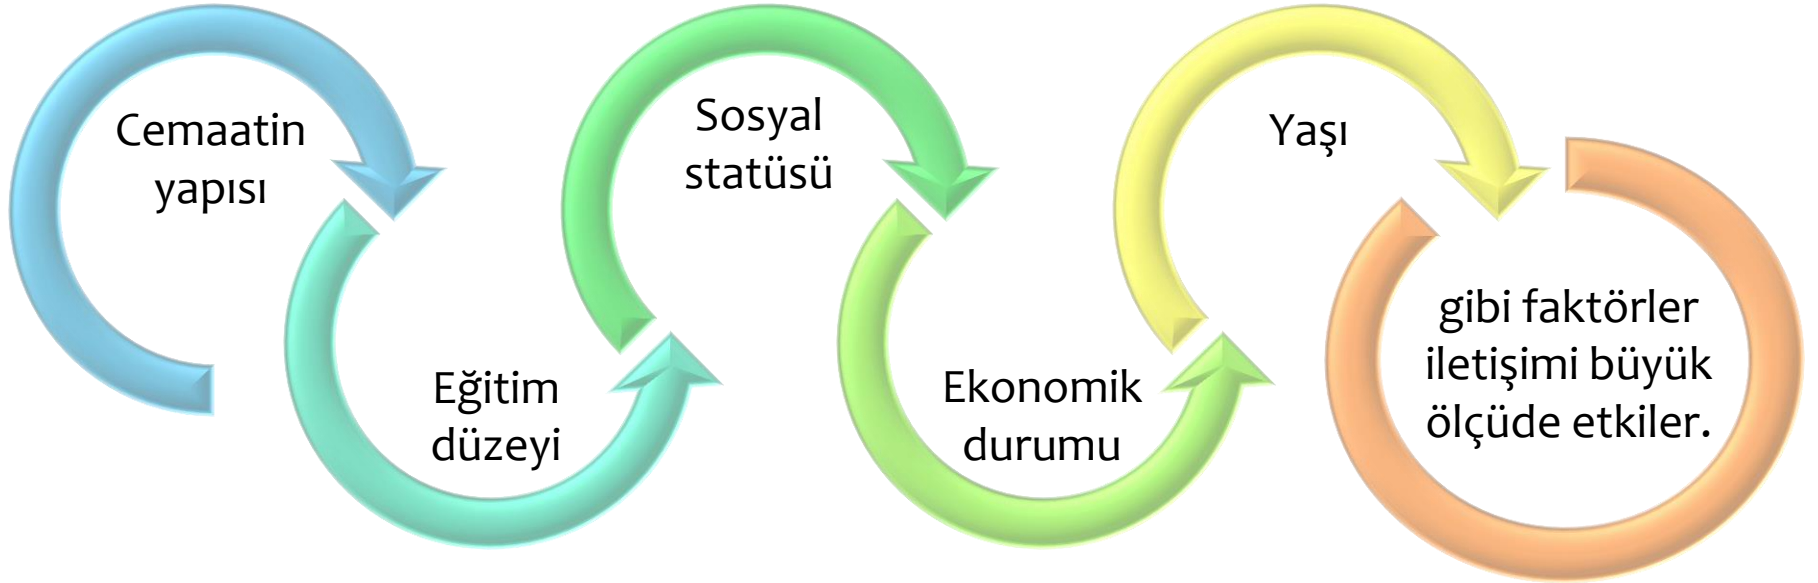 Cemaatin
yapısı
Eğitim
düzeyi
Sosyal
statüsü
Ekonomik
durumu
Yaşı
gibi faktörler
iletişimi büyük
ölçüde etkiler.